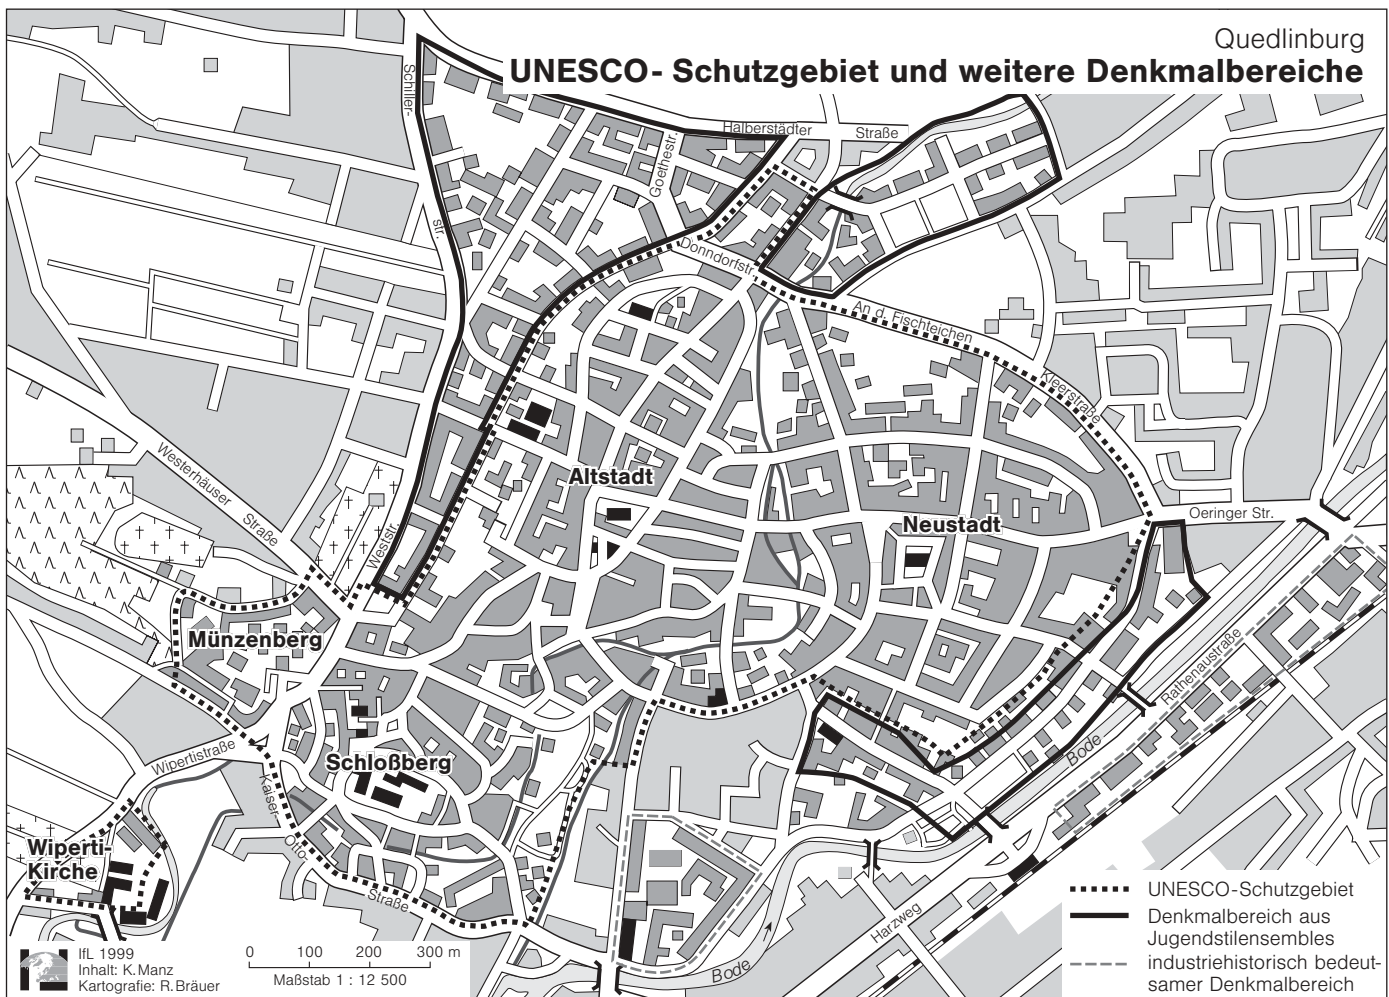 Quedlinburg
UNESCO- Schutzgebiet und weitere Denkmalbereiche
Schiller-
str.
Halberstädter
Straße
Goethestr.
Donndorfstr.
An d. Fischteichen
Kleerstraße
Westerhäuser
Straße
Weststr.
Altstadt
Neustadt
Oeringer Str.
Münzenberg
Rathenaustraße
Bode
Wipertistraße
Schloßberg
Kaiser-
Otto-
Straße
Wiperti-
Kirche
Harzweg
Bode
UNESCO-Schutzgebiet
Denkmalbereich aus
Jugendstilensembles
industriehistorisch bedeut-
samer Denkmalbereich
IfL 1999
Inhalt: K. Manz
Kartografie: R. Bräuer
0 100 200 300 m
Maßstab 1 : 12 500